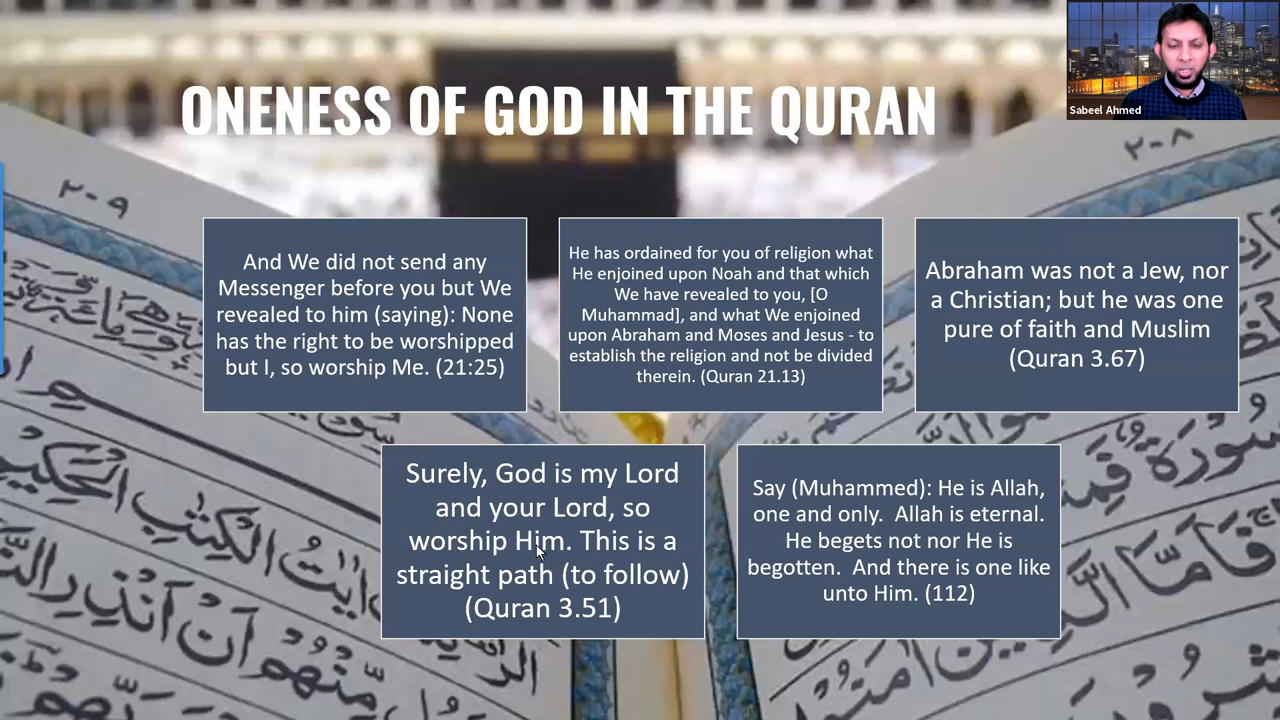 ONENESS OF GOD IN THE QURAN
Sabeel Ahmed
٢٠٩
٢٠٨
And We did not send any
Messenger before you but We
revealed to him (saying): None
has the right to be worshipped
but I, so worship Me. (21:25)
He has ordained for you of religion what
He enjoined upon Noah and that which
We have revealed to you, [O
Muhammad], and what We enjoined
upon Abraham and Moses and Jesus - to
establish the religion and not be divided
therein. (Quran 21.13)
Abraham was not a Jew, nor
a Christian; but he was one
pure of faith and Muslim
(Quran 3.67)
Surely, God is my Lord
and your Lord, so
worship Him. This is a
straight path (to follow)
(Quran 3.51)
Say (Muhammed): He is Allah,
one and only. Allah is eternal.
He begets not nor He is
begotten. And there is one like
unto Him. (112)